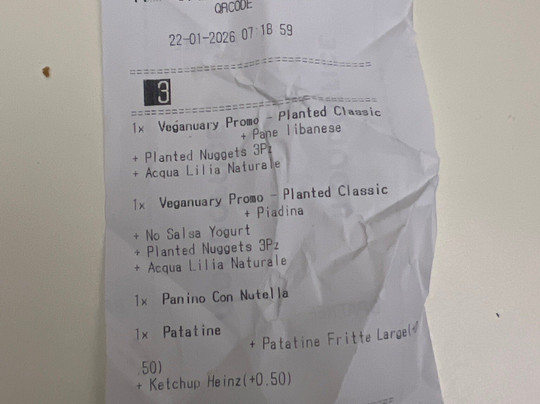 QRCODE
22-01-2026 07:18 59
3
1x Veganuary Promo - Planted Classic
+ Pane libanese
+ Planted Nuggets 3Pz
+ Acqua Lilia Naturale
1x Veganuary Promo - Planted Classic
+ Piadina
+ No Salsa Yogurt
+ Planted Nuggets 3Pz
+ Acqua Lilia Naturale
1x Panino Con Nutella
1x Patatine
+ Patatine Fritte Large(+
.50)
+ Ketchup Heinz(+0.50)